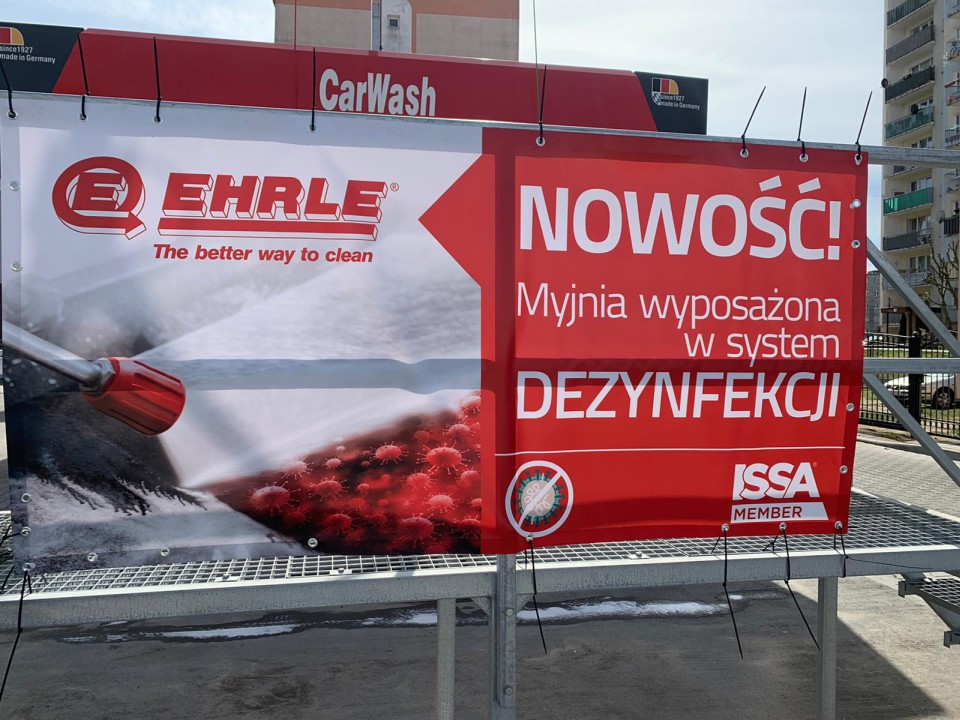 since1927
made in Germany
CarWash
since1927
made in Germany
E EHRLE®
The better way to clean
NOWOŚĆ!
Myjnia wyposażona
w system
DEZYNFEKCJI
ISSA
MEMBER